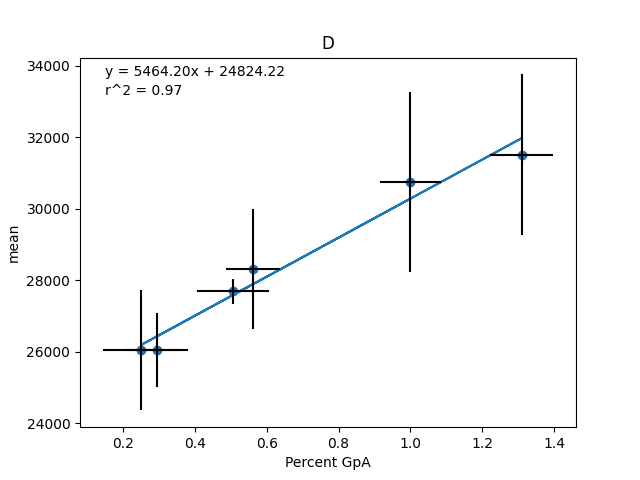 D
y = 5464.20x + 24824.22
r^2 = 0.97
34000
32000
30000
28000
26000
24000
mean
0.2 0.4 0.6 0.8 1.0 1.2 1.4
Percent GpA